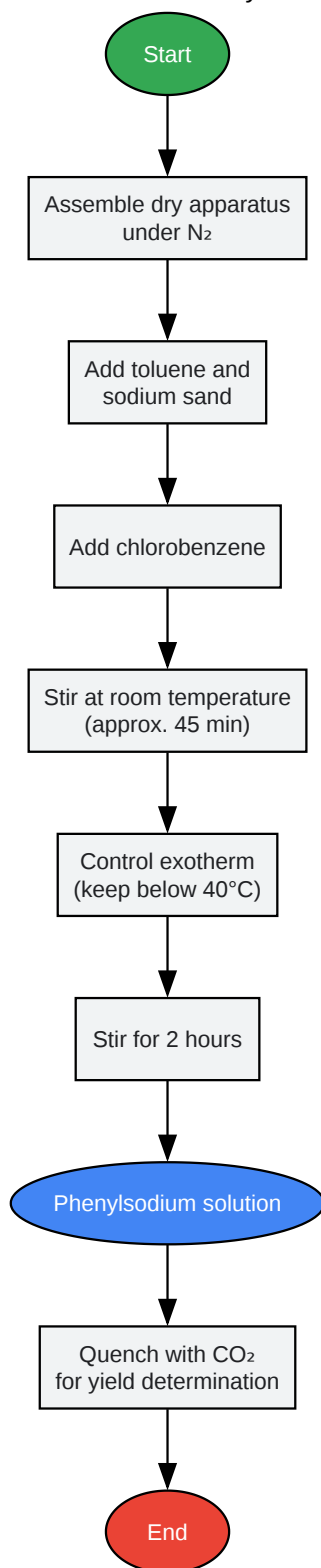 Start
Assemble dry apparatus
under N₂
Add toluene and
sodium sand
Add chlorobenzene
Stir at room temperature
(approx. 45 min)
Control exotherm
(keep below 40°C)
Stir for 2 hours
Phenylsodium solution
Quench with CO₂
for yield determination
End